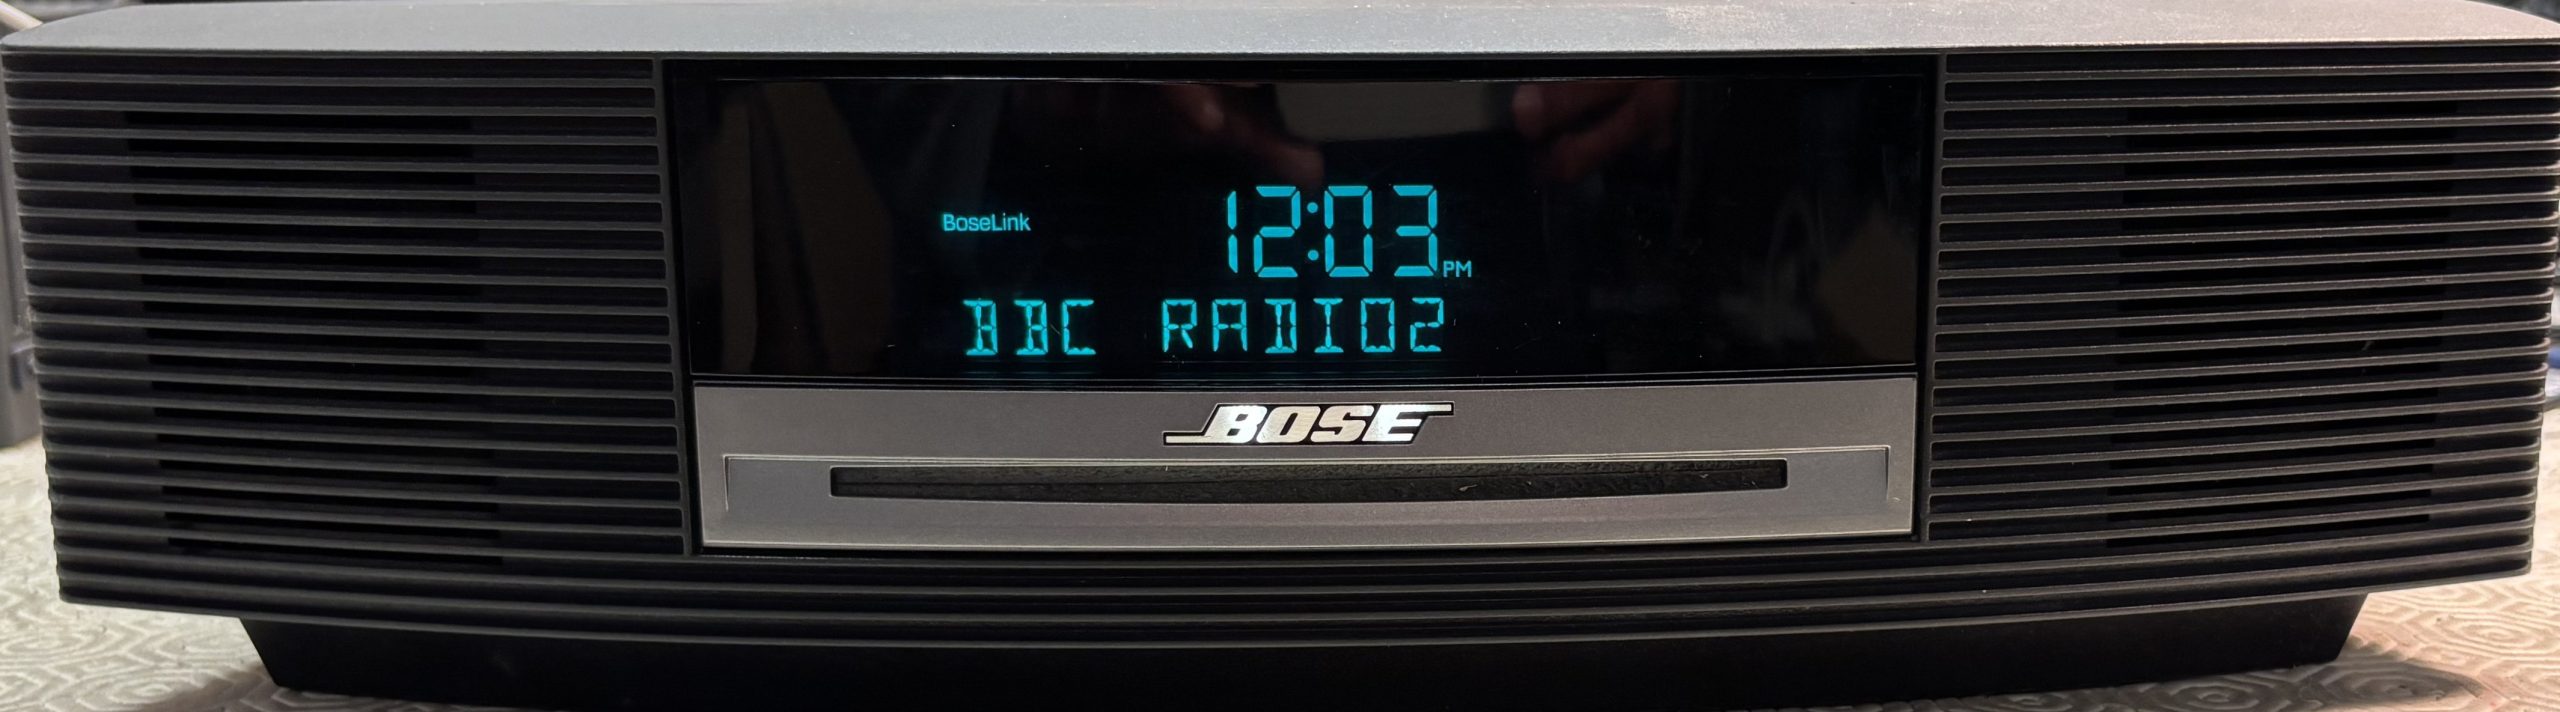 BoseLink
12:03 PM
BBC RADIO2
BOSE